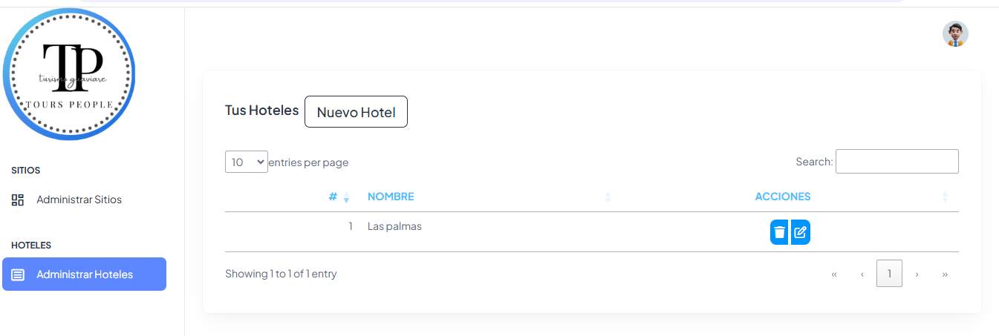 TP
turismo guaviare
TOURS PEOPLE
SITIOS
Administrar Sitios
HOTELES
Administrar Hoteles
Tus Hoteles Nuevo Hotel
10 entries per page Search:
# NOMBRE ACCIONES
1 Las palmas
Showing 1 to 1 of 1 entry « ‹ 1 › »